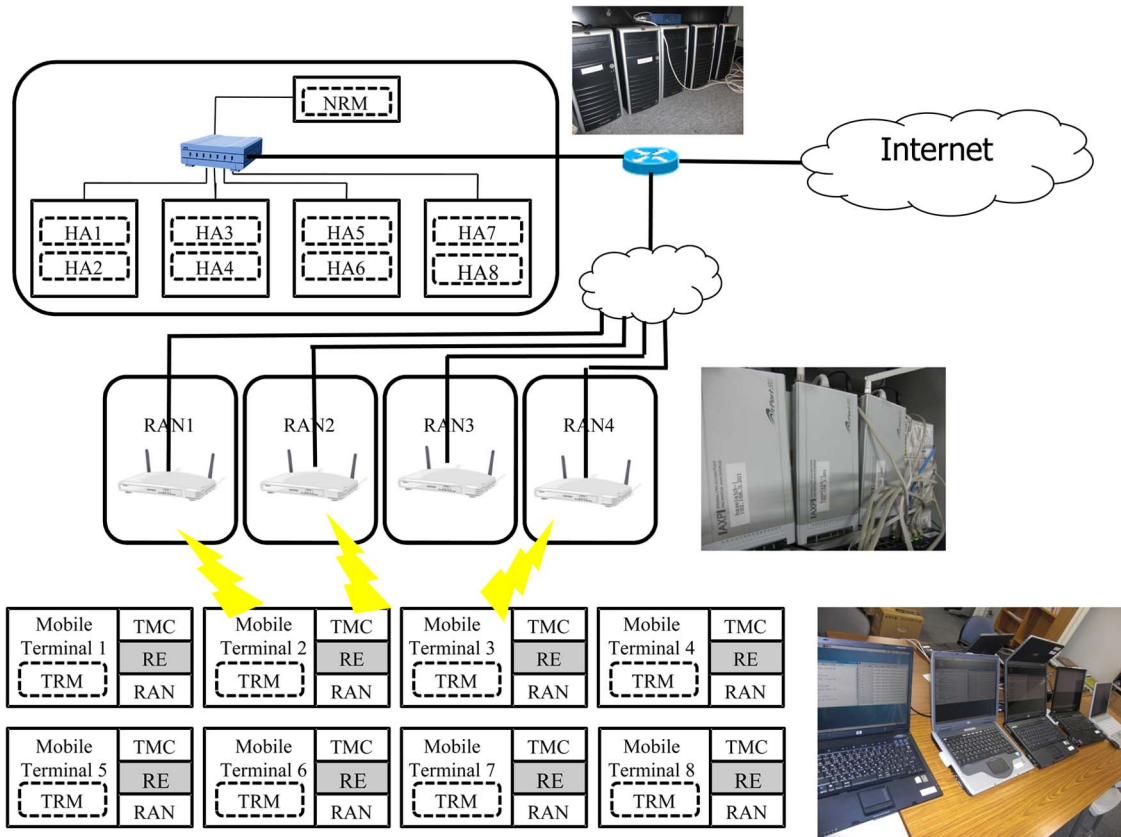 NRM
Internet
HA1
HA3
HA5
HA7
HA2
HA4
HA6
HA8
RAN1
RAN2
RAN3
RAN4
Mobile
Terminal 1
TRM
TMC
RE
RAN
Mobile
Terminal 2
TRM
TMC
RE
RAN
Mobile
Terminal 3
TRM
TMC
RE
RAN
Mobile
Terminal 4
TRM
TMC
RE
RAN
Mobile
Terminal 5
TRM
TMC
RE
RAN
Mobile
Terminal 6
TRM
TMC
RE
RAN
Mobile
Terminal 7
TRM
TMC
RE
RAN
Mobile
Terminal 8
TRM
TMC
RE
RAN